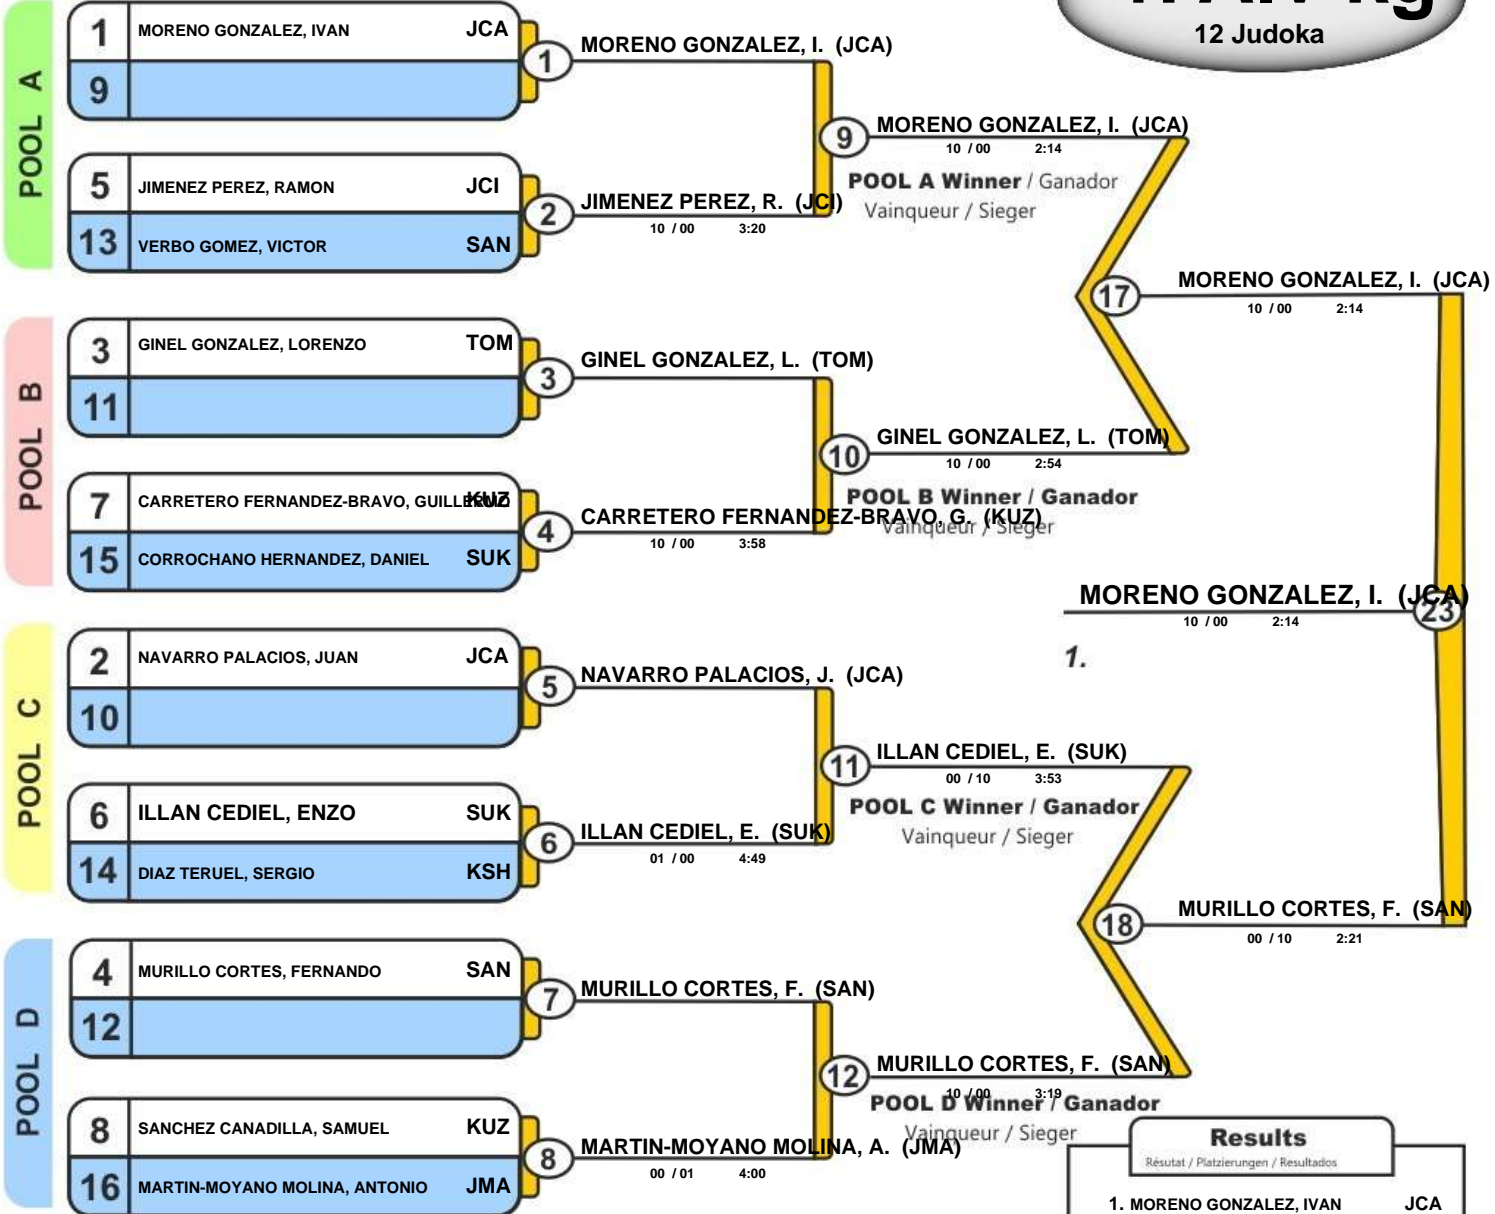 kg
12 Judoka
POOL A
1 MORENO GONZALEZ, IVAN JCA
9
1
MORENO GONZALEZ, I. (JCA)
5 JIMENEZ PEREZ, RAMON JCI
13 VERBO GOMEZ, VICTOR SAN
2
JIMENEZ PEREZ, R. (JCI)
10 / 00 3:20
9
MORENO GONZALEZ, I. (JCA)
10 / 00 2:14
POOL A Winner / Ganador
Vainqueur / Sieger
POOL B
3 GINEL GONZALEZ, LORENZO TOM
11
3
GINEL GONZALEZ, L. (TOM)
7 CARRETERO FERNANDEZ-BRAVO, GUILLERMO KUZ
15 CORROCHANO HERNANDEZ, DANIEL SUK
4
CARRETERO FERNANDEZ-BRAVO, G. (KUZ)
10 / 00 3:58
10
GINEL GONZALEZ, L. (TOM)
10 / 00 2:54
POOL B Winner / Ganador
Vainqueur / Sieger
17
MORENO GONZALEZ, I. (JCA)
10 / 00 2:14
POOL C
2 NAVARRO PALACIOS, JUAN JCA
10
5
NAVARRO PALACIOS, J. (JCA)
6 ILLAN CEDIEL, ENZO SUK
14 DIAZ TERUEL, SERGIO KSH
6
ILLAN CEDIEL, E. (SUK)
01 / 00 4:49
11
ILLAN CEDIEL, E. (SUK)
00 / 10 3:53
POOL C Winner / Ganador
Vainqueur / Sieger
POOL D
4 MURILLO CORTES, FERNANDO SAN
12
7
MURILLO CORTES, F. (SAN)
8 SANCHEZ CANADILLA, SAMUEL KUZ
16 MARTIN-MOYANO MOLINA, ANTONIO JMA
8
MARTIN-MOYANO MOLINA, A. (JMA)
00 / 01 4:00
12
MURILLO CORTES, F. (SAN)
10 / 00 3:19
POOL D Winner / Ganador
Vainqueur / Sieger
18
MURILLO CORTES, F. (SAN)
00 / 10 2:21
MORENO GONZALEZ, I. (JCA)
23
10 / 00 2:14
1.
Results
Résutat / Platzierungen / Resultados
1. MORENO GONZALEZ, IVAN JCA